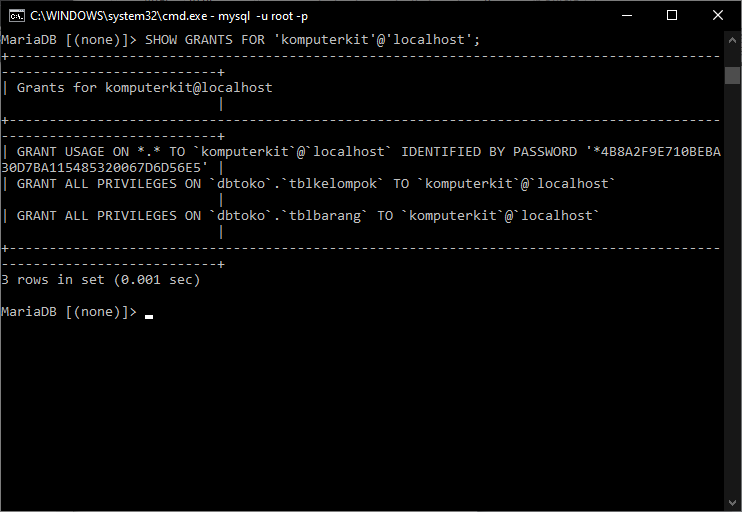 C:\WINDOWS\system32\cmd.exe - mysql -u root -p
MariaDB [(none)]> SHOW GRANTS FOR 'komputerkit'@'localhost';
+-----------------------------------------------------------------------------------------
---------------------------+
| Grants for komputerkit@localhost
|
+-----------------------------------------------------------------------------------------
---------------------------+
| GRANT USAGE ON *.* TO `komputerkit`@`localhost` IDENTIFIED BY PASSWORD '*4B8A2F9E710BEBA
30D7BA115485320067D6D56E5' |
| GRANT ALL PRIVILEGES ON `dbtoko`.`tblkelompok` TO `komputerkit`@`localhost`
|
| GRANT ALL PRIVILEGES ON `dbtoko`.`tblbarang` TO `komputerkit`@`localhost`
|
+-----------------------------------------------------------------------------------------
---------------------------+
3 rows in set (0.001 sec)
MariaDB [(none)]>